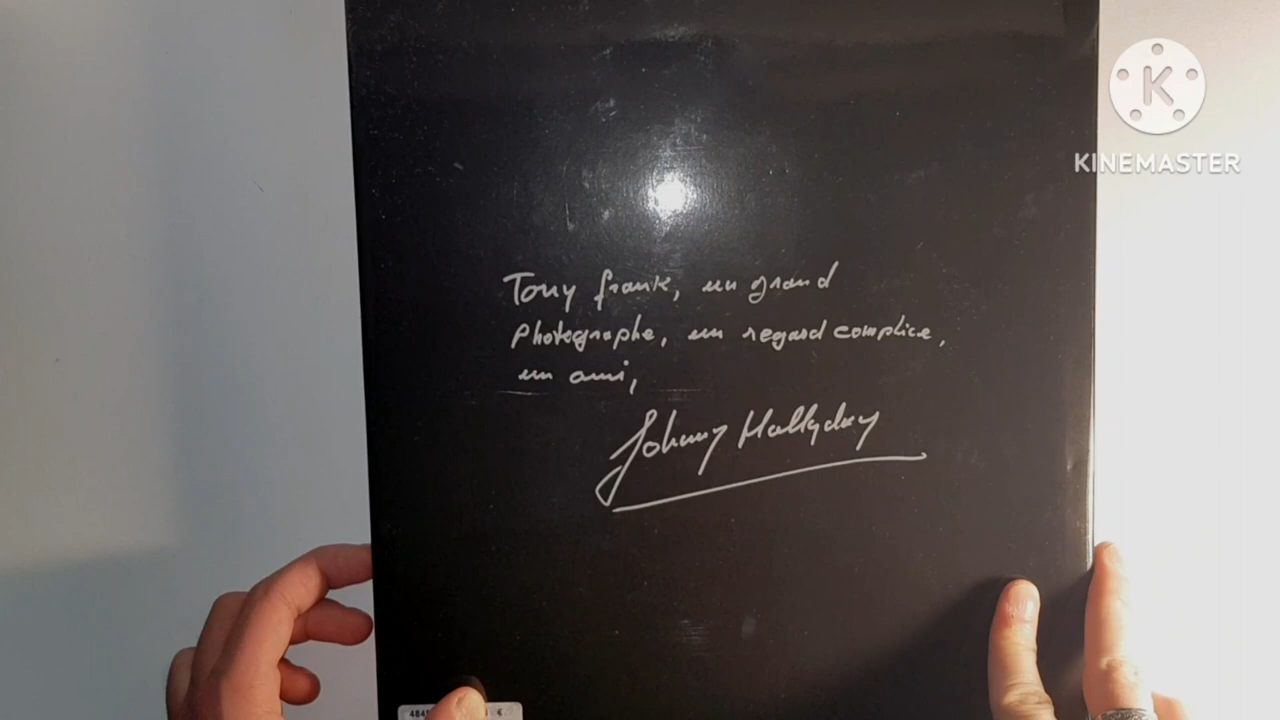 KINEMASTER
Tony frank, un grand
Photographe, un regard complice,
un ami,
Johnny Hallyday